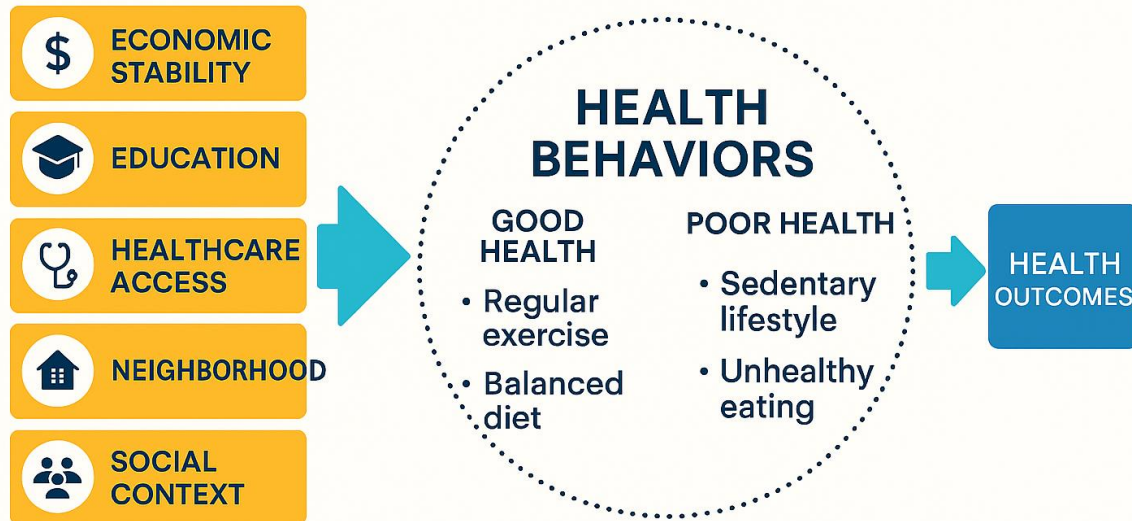 $
ECONOMIC
STABILITY
EDUCATION
HEALTHCARE
ACCESS
NEIGHBORHOOD
SOCIAL
CONTEXT
HEALTH
BEHAVIORS
GOOD
HEALTH
• Regular
exercise
• Balanced
diet
POOR HEALTH
• Sedentary
lifestyle
• Unhealthy
eating
HEALTH
OUTCOMES